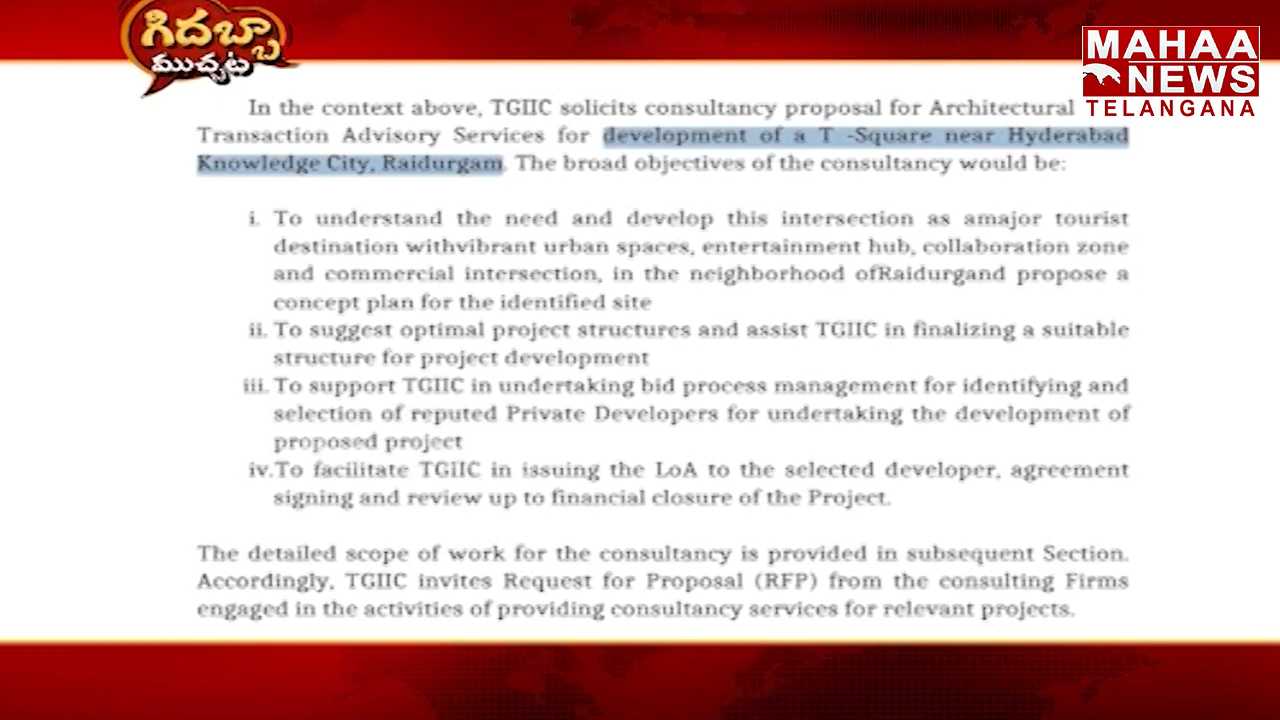 గిదబ్బా
ముచ్చట
MAHAA
NEWS
TELANGANA
In the context above, TGIIC solicits consultancy proposal for Architectural
Transaction Advisory Services for development of a T -Square near Hyderabad
Knowledge City, Raidurgam. The broad objectives of the consultancy would be:
i. To understand the need and develop this intersection as amajor tourist
destination withvibrant urban spaces, entertainment hub, collaboration zone
and commercial intersection, in the neighborhood ofRaidurgand propose a
concept plan for the identified site
ii. To suggest optimal project structures and assist TGIIC in finalizing a suitable
structure for project development
iii. To support TGIIC in undertaking bid process management for identifying and
selection of reputed Private Developers for undertaking the development of
proposed project
iv.To facilitate TGIIC in issuing the LoA to the selected developer, agreement
signing and review up to financial closure of the Project.
The detailed scope of work for the consultancy is provided in subsequent Section.
Accordingly, TGIIC invites Request for Proposal (RFP) from the consulting Firms
engaged in the activities of providing consultancy services for relevant projects.